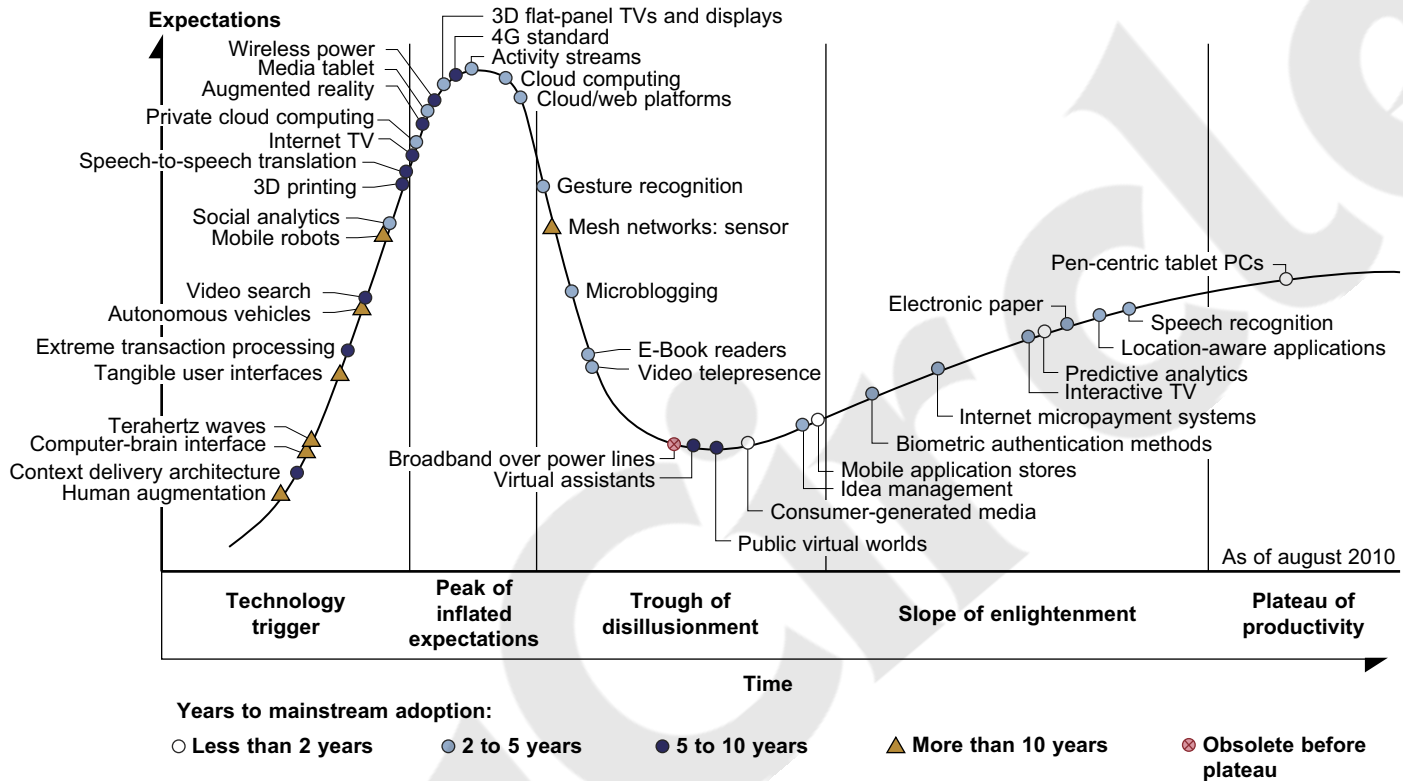 Expectations
3D flat-panel TVs and displays
4G standard
Activity streams
Wireless power
Media tablet
Augmented reality
Cloud computing
Cloud/web platforms
Private cloud computing
Internet TV
Speech-to-speech translation
3D printing
Social analytics
Mobile robots
Video search
Autonomous vehicles
Extreme transaction processing
Tangible user interfaces
Terahertz waves
Computer-brain interface
Context delivery architecture
Human augmentation
Gesture recognition
Mesh networks: sensor
Microblogging
E-Book readers
Video telepresence
Broadband over power lines
Virtual assistants
Public virtual worlds
Consumer-generated media
Idea management
Mobile application stores
Biometric authentication methods
Internet micropayment systems
Interactive TV
Predictive analytics
Electronic paper
Location-aware applications
Speech recognition
Pen-centric tablet PCs
As of august 2010
Technology
trigger
Peak of
inflated
expectations
Trough of
disillusionment
Slope of enlightenment
Plateau of
productivity
Time
Years to mainstream adoption:
Less than 2 years
2 to 5 years
5 to 10 years
More than 10 years
Obsolete before
plateau